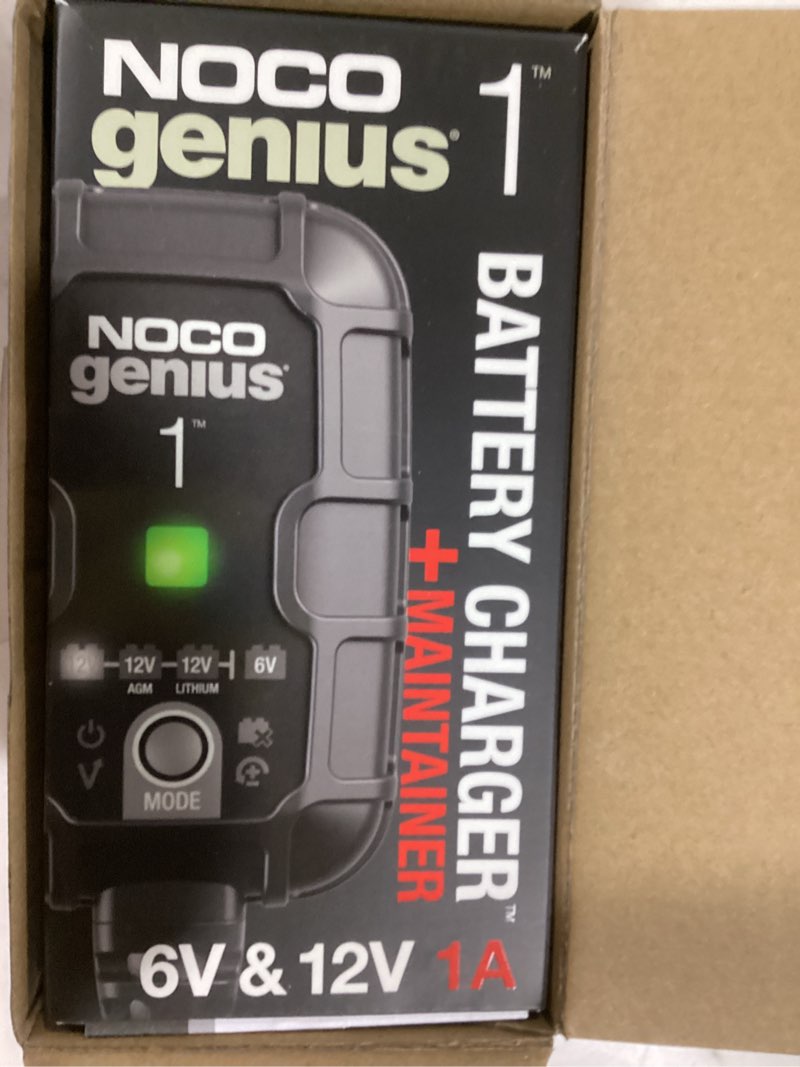 NOCO
genius®
1™
BATTERY CHARGER™
+MAINTAINER
NOCO
genius®
1™
12V
12V
AGM
12V
LITHIUM
6V
MODE
6V & 12V 1A